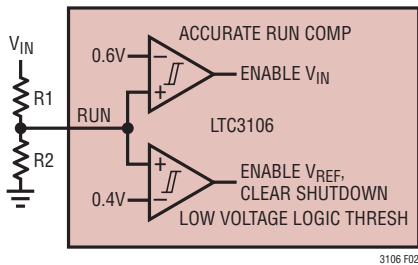 ACCURATE RUN COMP
V_IN
0.6V
−
+
ENABLE V_IN
R1
RUN
LTC3106
R2
+
−
0.4V
ENABLE V_REF,
CLEAR SHUTDOWN
LOW VOLTAGE LOGIC THRESH
3106 F02